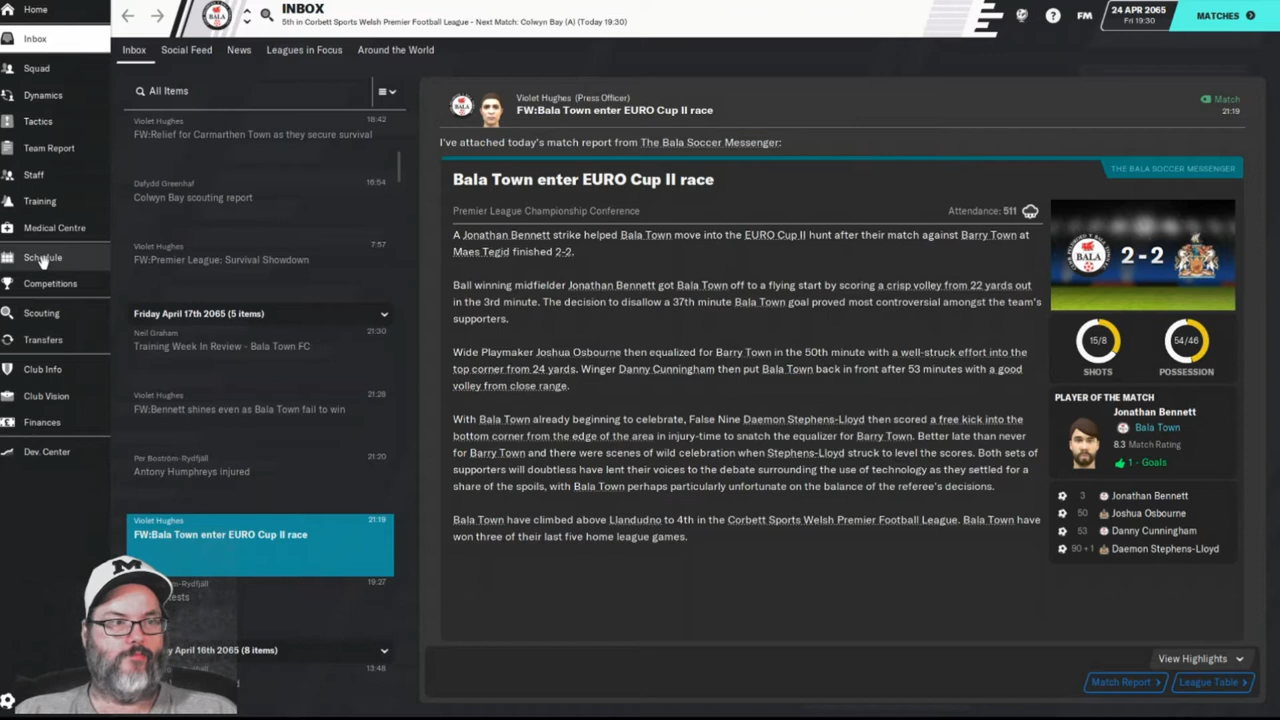 Home
INBOX
5th in Corbett Sports Welsh Premier Football League - Next Match: Colwyn Bay (A) (Today 19:30)
FM
24 APR 2065
Fri 19:30
MATCHES
Inbox
Squad
Dynamics
Tactics
Team Report
Staff
Training
Medical Centre
Schedule
Competitions
Scouting
Transfers
Club Info
Club Vision
Finances
Dev. Center
Inbox
Social Feed
News
Leagues in Focus
Around the World
All Items
Violet Hughes
18:42
FW:Relief for Carmarthen Town as they secure survival
Dafydd Greenhaf
16:54
Colwyn Bay scouting report
Violet Hughes
7:57
FW:Premier League: Survival Showdown
Friday April 17th 2065 (5 items)
Neil Graham
21:30
Training Week In Review - Bala Town FC
Violet Hughes
21:28
FW:Bennett shines even as Bala Town fail to win
Per Boström-Rydfjäll
21:20
Antony Humphreys injured
Violet Hughes
21:19
FW:Bala Town enter EURO Cup II race
m-Rydfjäll
19:27
ests
y April 16th 2065 (8 items)
13:48
Violet Hughes (Press Officer)
FW:Bala Town enter EURO Cup II race
Match
21:19
I've attached today's match report from The Bala Soccer Messenger:
THE BALA SOCCER MESSENGER
Bala Town enter EURO Cup II race
Premier League Championship Conference
Attendance: 511
A Jonathan Bennett strike helped Bala Town move into the EURO Cup II hunt after their match against Barry Town at
Maes Tegid finished 2-2.
Ball winning midfielder Jonathan Bennett got Bala Town off to a flying start by scoring a crisp volley from 22 yards out
in the 3rd minute. The decision to disallow a 37th minute Bala Town goal proved most controversial amongst the team's
supporters.
Wide Playmaker Joshua Osbourne then equalized for Barry Town in the 50th minute with a well-struck effort into the
top corner from 24 yards. Winger Danny Cunningham then put Bala Town back in front after 53 minutes with a good
volley from close range.
With Bala Town already beginning to celebrate, False Nine Daemon Stephens-Lloyd then scored a free kick into the
bottom corner from the edge of the area in injury-time to snatch the equalizer for Barry Town. Better late than never
for Barry Town and there were scenes of wild celebration when Stephens-Lloyd struck to level the scores. Both sets of
supporters will doubtless have lent their voices to the debate surrounding the use of technology as they settled for a
share of the spoils, with Bala Town perhaps particularly unfortunate on the balance of the referee's decisions.
Bala Town have climbed above Llandudno to 4th in the Corbett Sports Welsh Premier Football League. Bala Town have
won three of their last five home league games.
2-2
15/8
54/46
SHOTS
POSSESSION
PLAYER OF THE MATCH
Jonathan Bennett
Bala Town
8.3 Match Rating
1 - Goals
3 Jonathan Bennett
50 Joshua Osbourne
53 Danny Cunningham
90+1 Daemon Stephens-Lloyd
View Highlights
Match Report
League Table
M